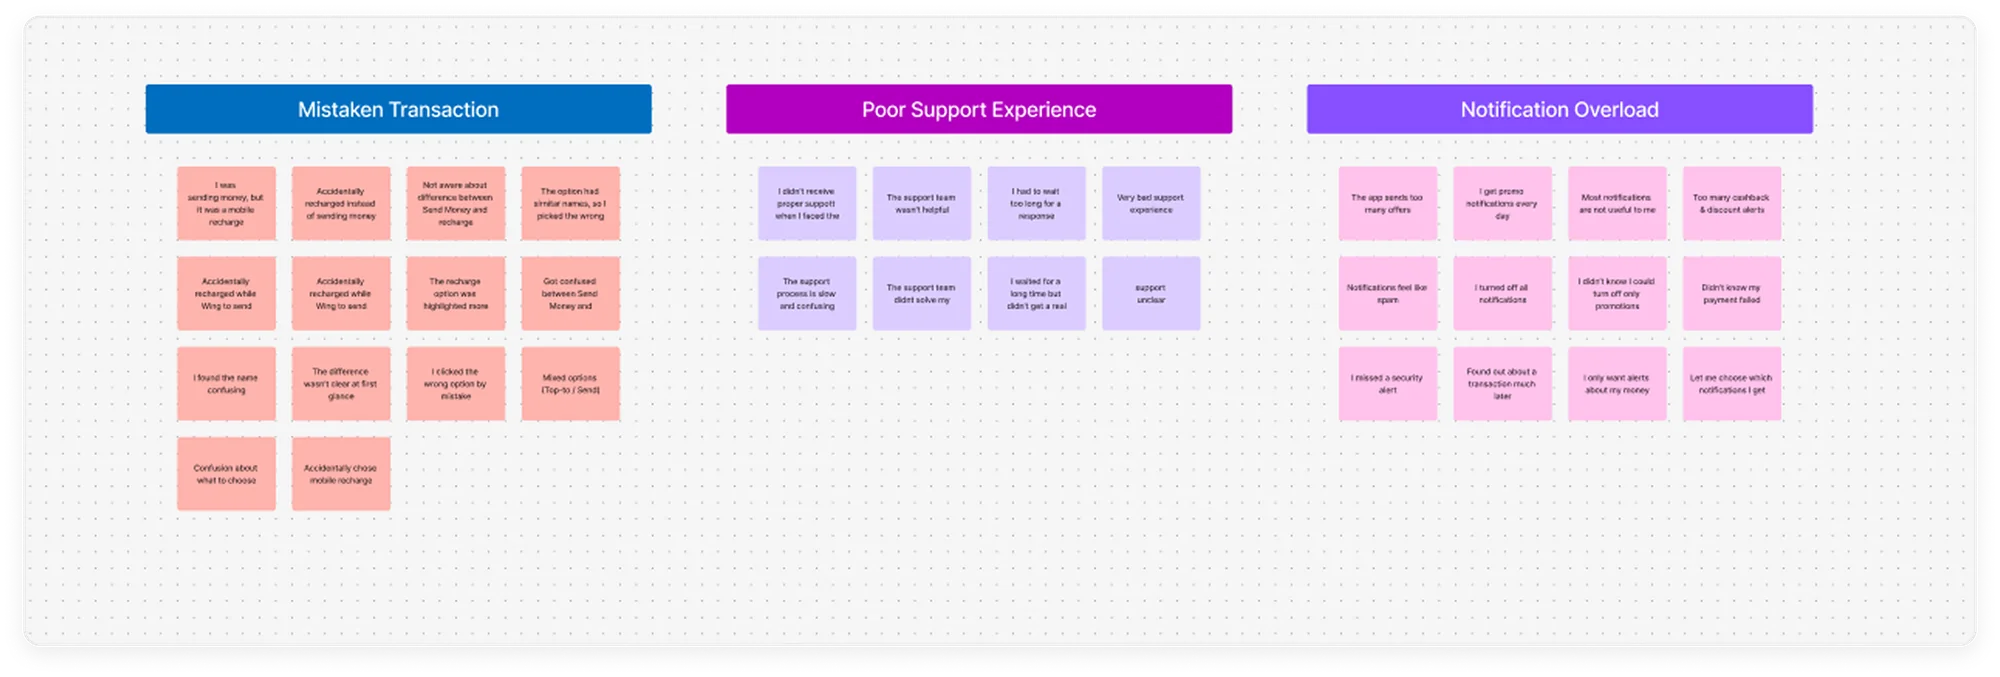 Mistaken Transaction
I was
sending money, but
it was a mobile
recharge
Accidentally
recharged instead
of sending money
Not aware about
difference between
Send Money and
recharge
The option had
similar names, so I
picked the wrong
Accidentally
recharged while
Wing to send
Accidentally
recharged while
Wing to send
The recharge
option was
highlighted more
Got confused
between Send
Money and
I found the name
confusing
The difference
wasn't clear at first
glance
I clicked the
wrong option by
mistake
Mixed options
(Top-to / Send)
Confusion about
what to choose
Accidentally chose
mobile recharge
Poor Support Experience
I didn't receive
proper support
when I faced the
The support team
wasn't helpful
I had to wait
too long for a
response
Very bad support
experience
The support
process is slow
and confusing
The support team
didnt solve my
I waited for a
long time but
didn't get a real
support
unclear
Notification Overload
The app sends too
many offers
I get promo
notifications every
day
Most notifications
are not useful to me
Too many cashback
& discount alerts
Notifications feel like
spam
I turned off all
notifications
I didn't know I could
turn off only
promotions
Didn't know my
payment failed
I missed a security
alert
Found out about a
transaction much
later
I only want alerts
about my money
Let me choose which
notifications I get